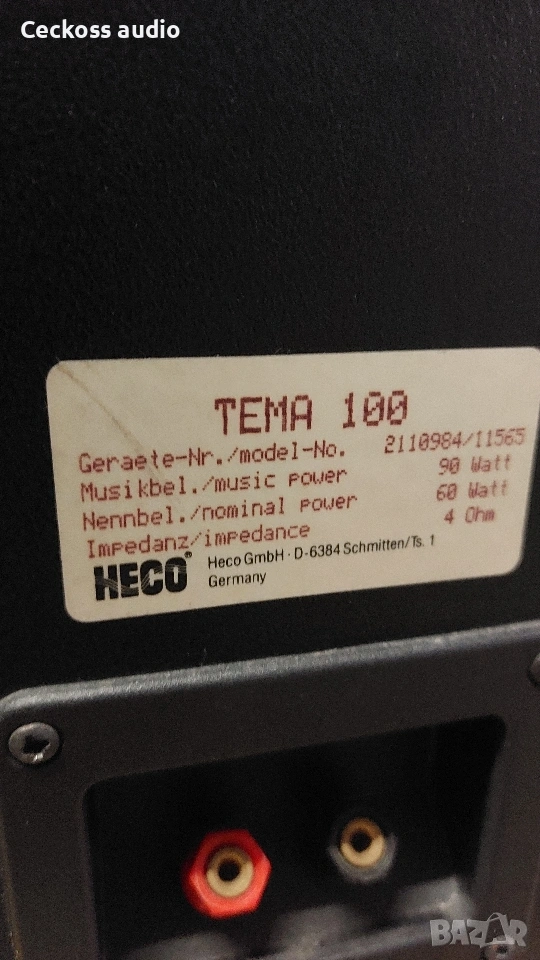 Ceckoss audio
TEMA 100
Geraete-Nr./model-No. 2110984/11565
Musikbel./music power 90 Watt
Nennbel./nominal power 60 Watt
Impedanz/impedance 4 Ohm
HECO® Heco GmbH · D-6384 Schmitten/Ts. 1
Germany
BAZAR